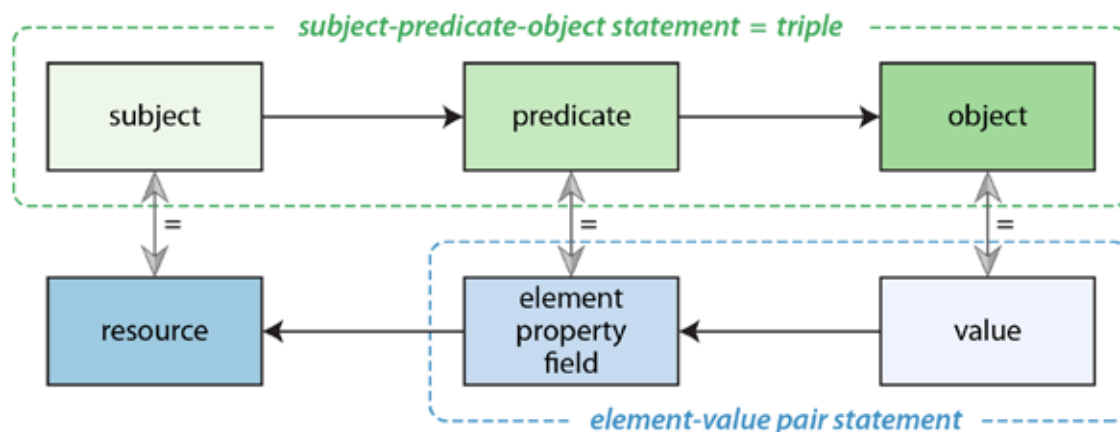 subject-predicate-object statement = triple
subject
predicate
object
=
=
=
resource
element
property
field
value
element-value pair statement